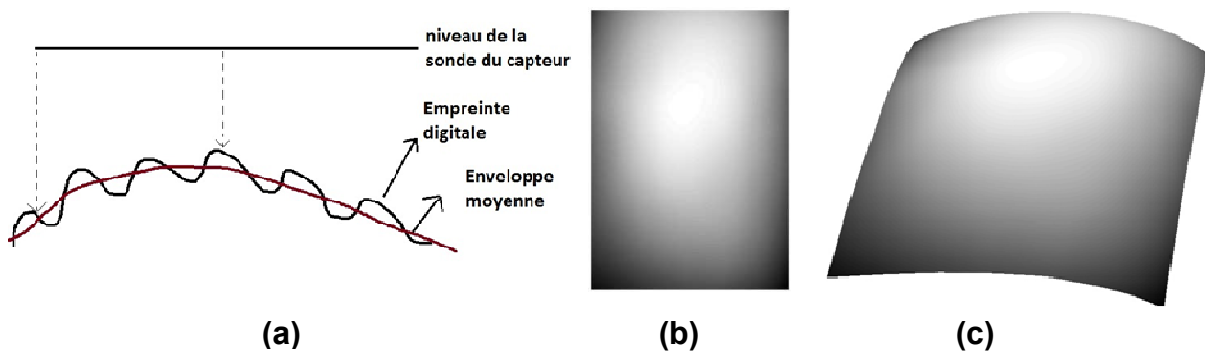 niveau de la
sonde du capteur
Empreinte
digitale
Enveloppe
moyenne
(a)
(b)
(c)